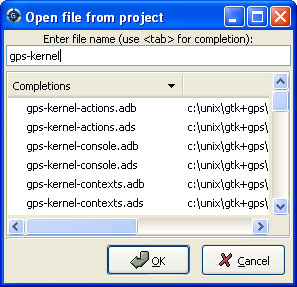 Open file from project
Enter file name (use <tab> for completion):
gps-kernel
Completions
gps-kernel-actions.adb c:\unix\gtk+gps\
gps-kernel-actions.ads c:\unix\gtk+gps\
gps-kernel-console.adb c:\unix\gtk+gps\
gps-kernel-console.ads c:\unix\gtk+gps\
gps-kernel-contexts.adb c:\unix\gtk+gps\
gps-kernel-contexts.ads c:\unix\gtk+gps\
OK Cancel